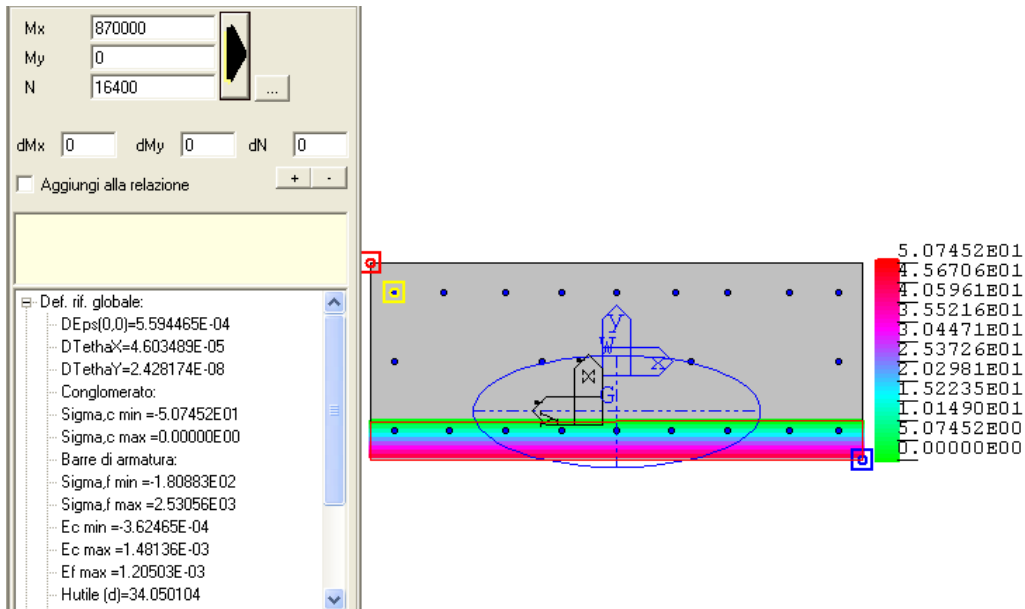 Mx 870000
My 0
N 16400
...
dMx 0 dMy 0 dN 0
Aggiungi alla relazione + -
Def. rif. globale:
DEps(0,0)=5.594465E-04
DTethaX=4.603489E-05
DTethaY=2.428174E-08
Conglomerato:
Sigma,c min =-5.07452E01
Sigma,c max =0.00000E00
Barre di armatura:
Sigma,f min =-1.80883E02
Sigma,f max =2.53056E03
Ec min =-3.62465E-04
Ec max =1.48136E-03
Ef max =1.20503E-03
Hutile (d)=34.050104
y
x
G
5.07452E01
4.56706E01
4.05961E01
3.55216E01
3.04471E01
2.53726E01
2.02981E01
1.52235E01
1.01490E01
5.07452E00
0.00000E00